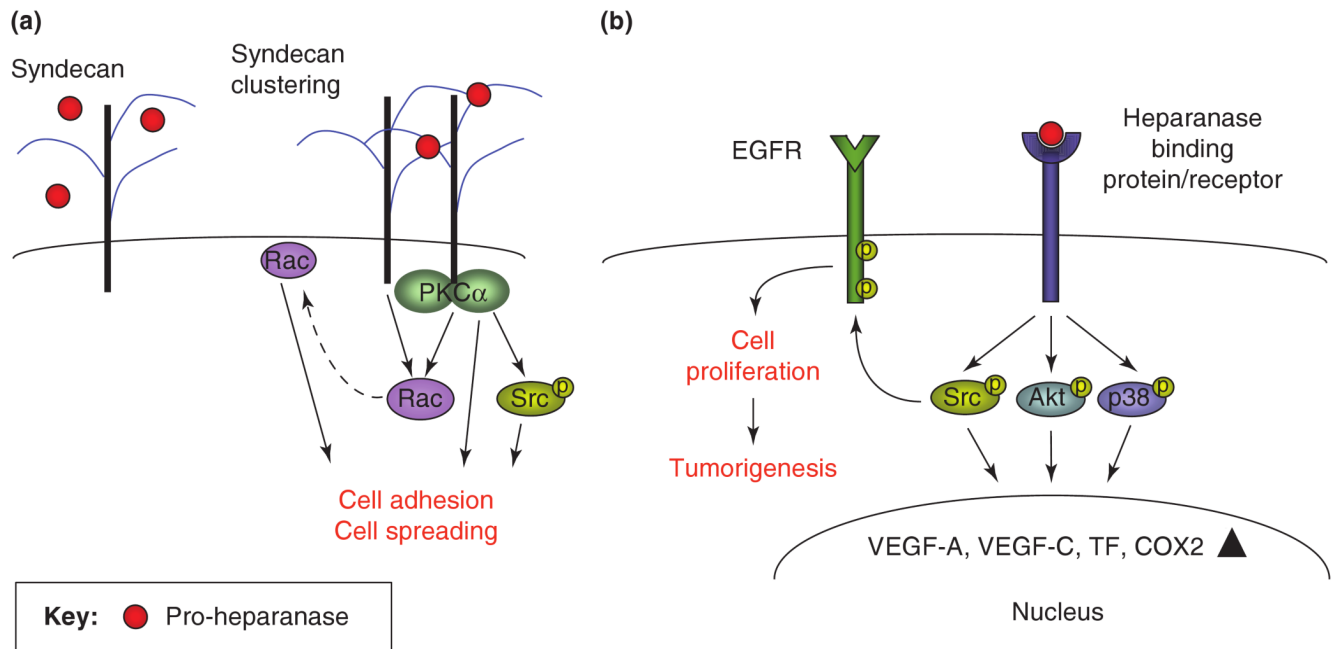 (a)
Syndecan
Syndecan
clustering
Rac
PKCα
Rac
Src
p
Cell adhesion
Cell spreading
Key:
Pro-heparanase
(b)
EGFR
Heparanase
binding
protein/receptor
p
p
Cell
proliferation
Tumorigenesis
Src
p
Akt
p
p38
p
VEGF-A, VEGF-C, TF, COX2
Nucleus